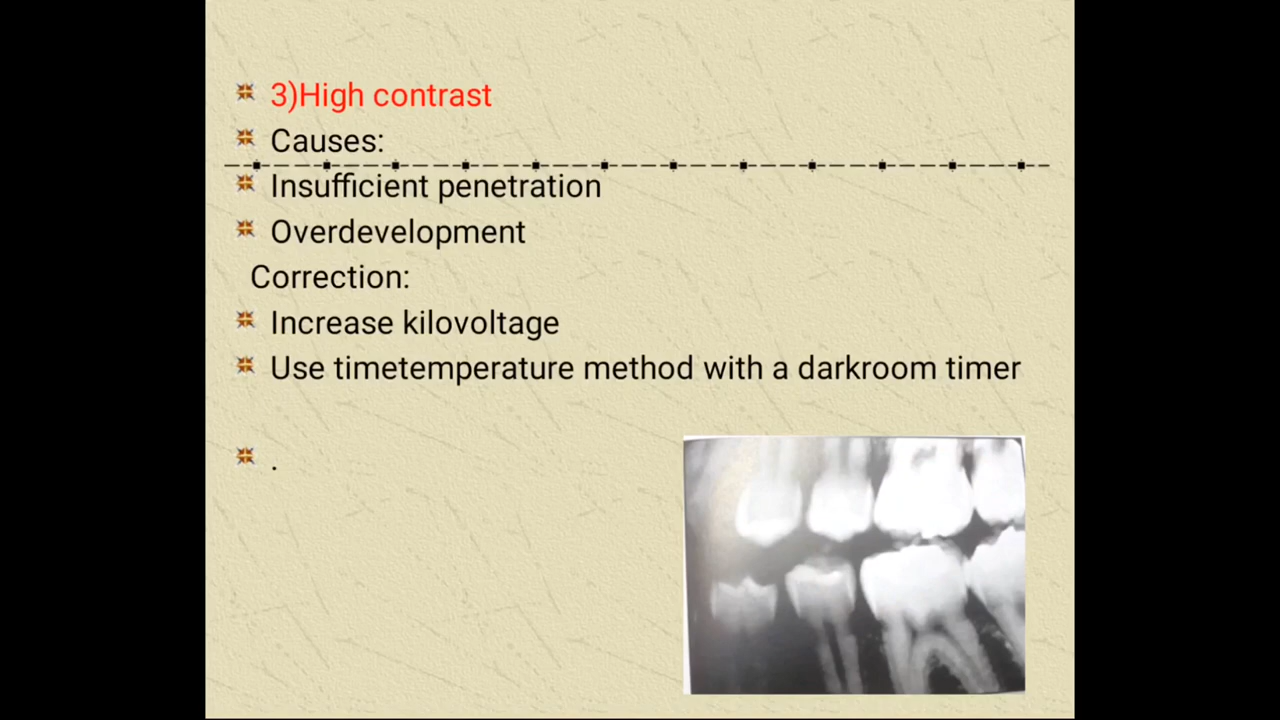 3)High contrast
Causes:
Insufficient penetration
Overdevelopment
Correction:
Increase kilovoltage
Use timetemperature method with a darkroom timer
.